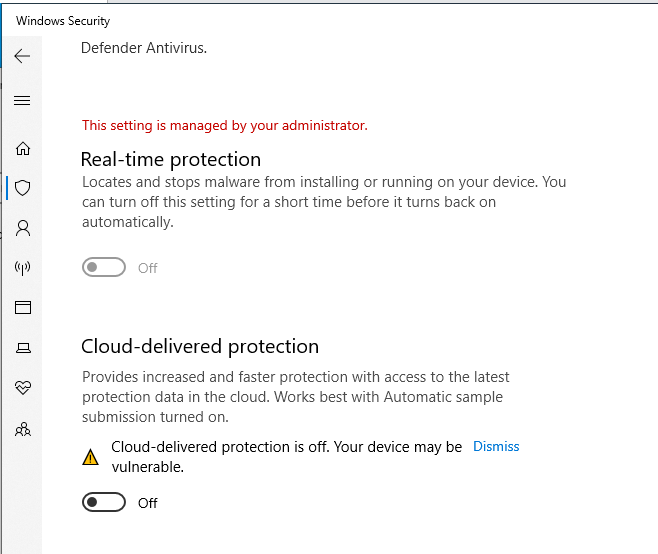 Windows Security
Defender Antivirus.
This setting is managed by your administrator.
Real-time protection
Locates and stops malware from installing or running on your device. You
can turn off this setting for a short time before it turns back on
automatically.
Off
Cloud-delivered protection
Provides increased and faster protection with access to the latest
protection data in the cloud. Works best with Automatic sample
submission turned on.
Cloud-delivered protection is off. Your device may be Dismiss
vulnerable.
Off